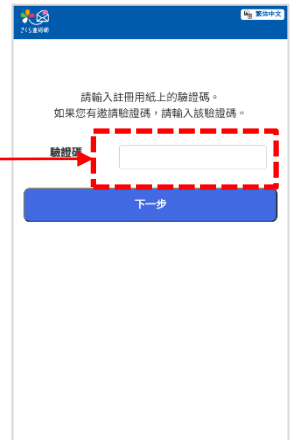 さくら連絡網
繁体中文
請輸入註冊用紙上的驗證碼。
如果您有邀請驗證碼，請輸入該驗證碼。
驗證碼
下一步